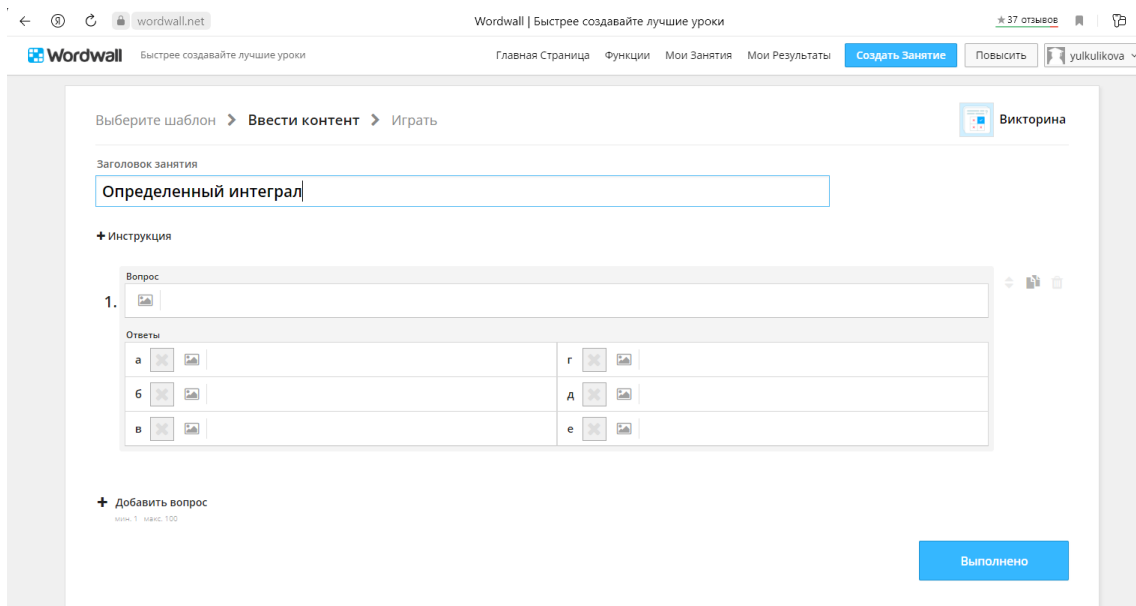 wordwall.net Wordwall | Быстрее создавайте лучшие уроки ★ 37 отзывов
Wordwall Быстрее создавайте лучшие уроки Главная Страница Функции Мои Занятия Мои Результаты Создать Занятие Повысить yulkulikova
Выберите шаблон > Ввести контент > Играть Викторина
Заголовок занятия
Определенный интеграл
+ Инструкция
Вопрос
1.
Ответы
а г
б д
в е
+ Добавить вопрос
мин. 1 макс. 100
Выполнено